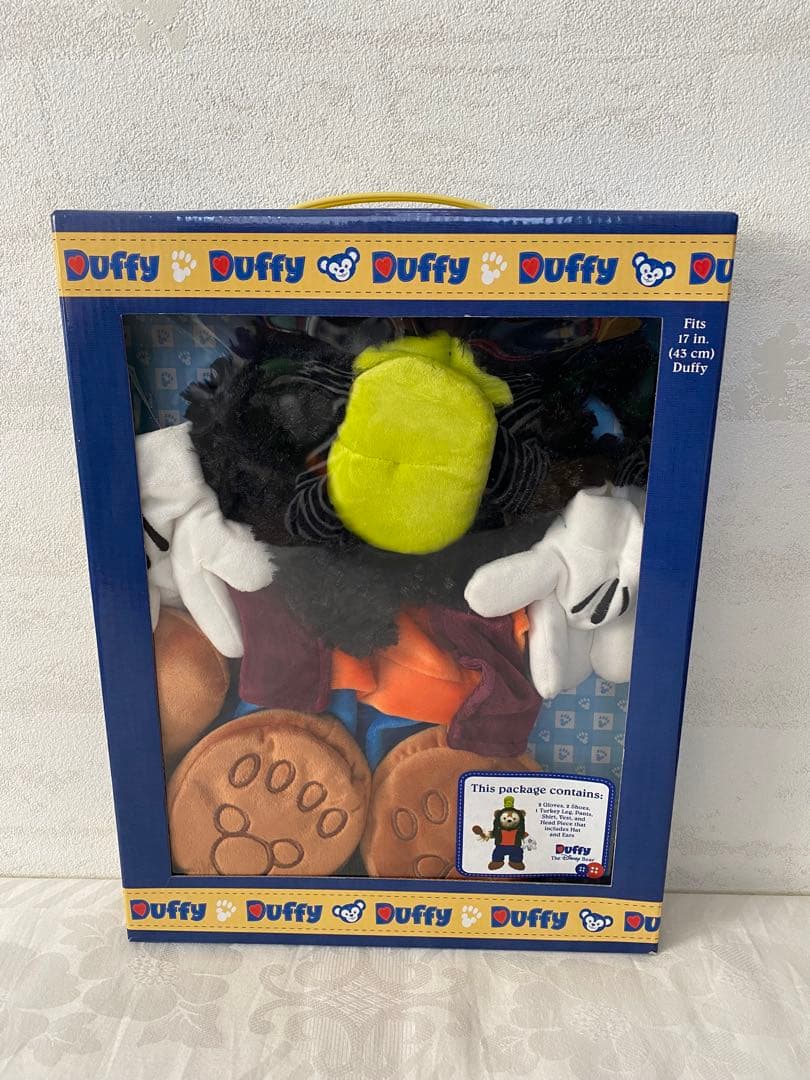 Duffy Duffy Duffy Duffy Du
Fits
17 in.
(43 cm)
Duffy
This package contains:
2 Gloves, 2 Shoes,
1 Turkey Leg, Pants,
Shirt, Vest, and
Head Piece that
includes Hat
and Ears
Duffy
The Disney Bear
Duffy Duffy Duffy Duffy Du